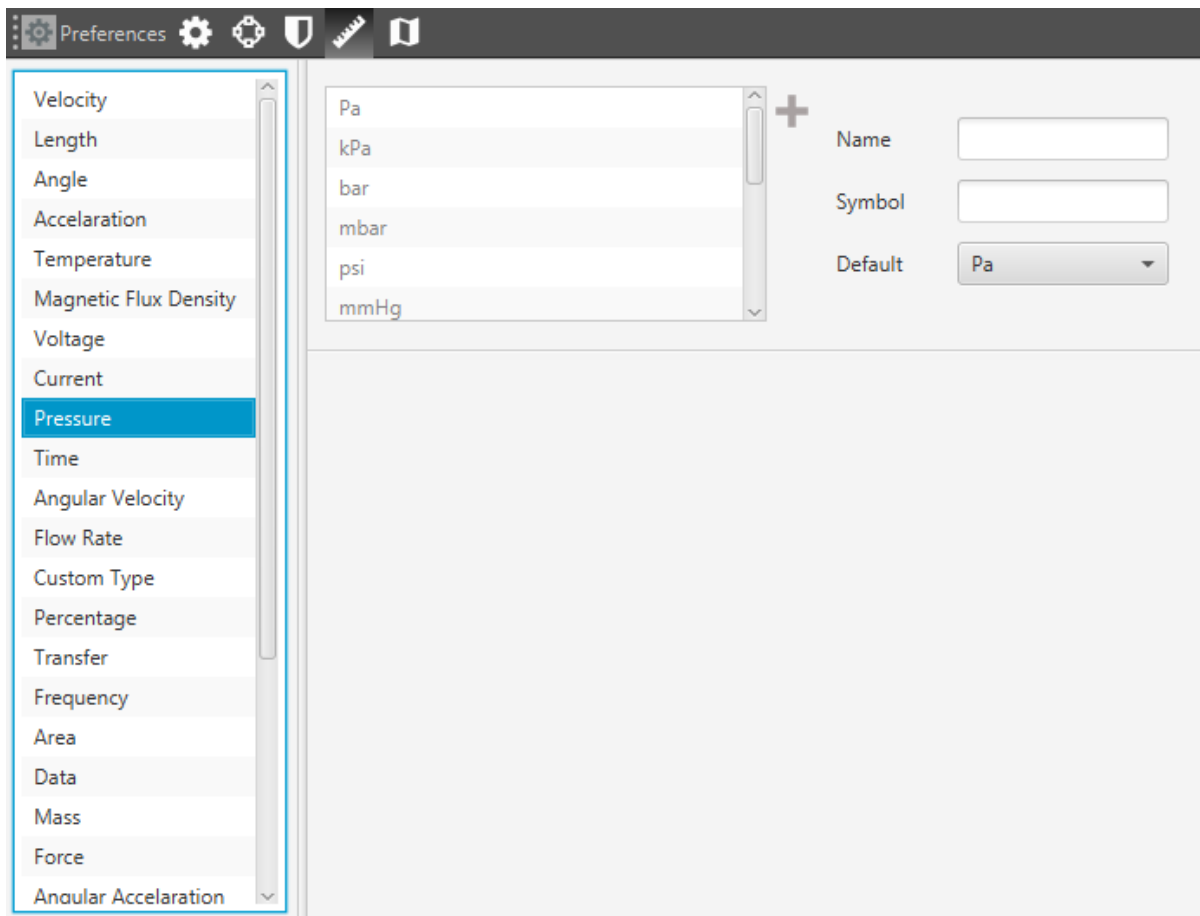 Preferences
Velocity
Length
Angle
Accelaration
Temperature
Magnetic Flux Density
Voltage
Current
Pressure
Time
Angular Velocity
Flow Rate
Custom Type
Percentage
Transfer
Frequency
Area
Data
Mass
Force
Angular Accelaration
Pa
kPa
bar
mbar
psi
mmHg
Name
Symbol
Default Pa